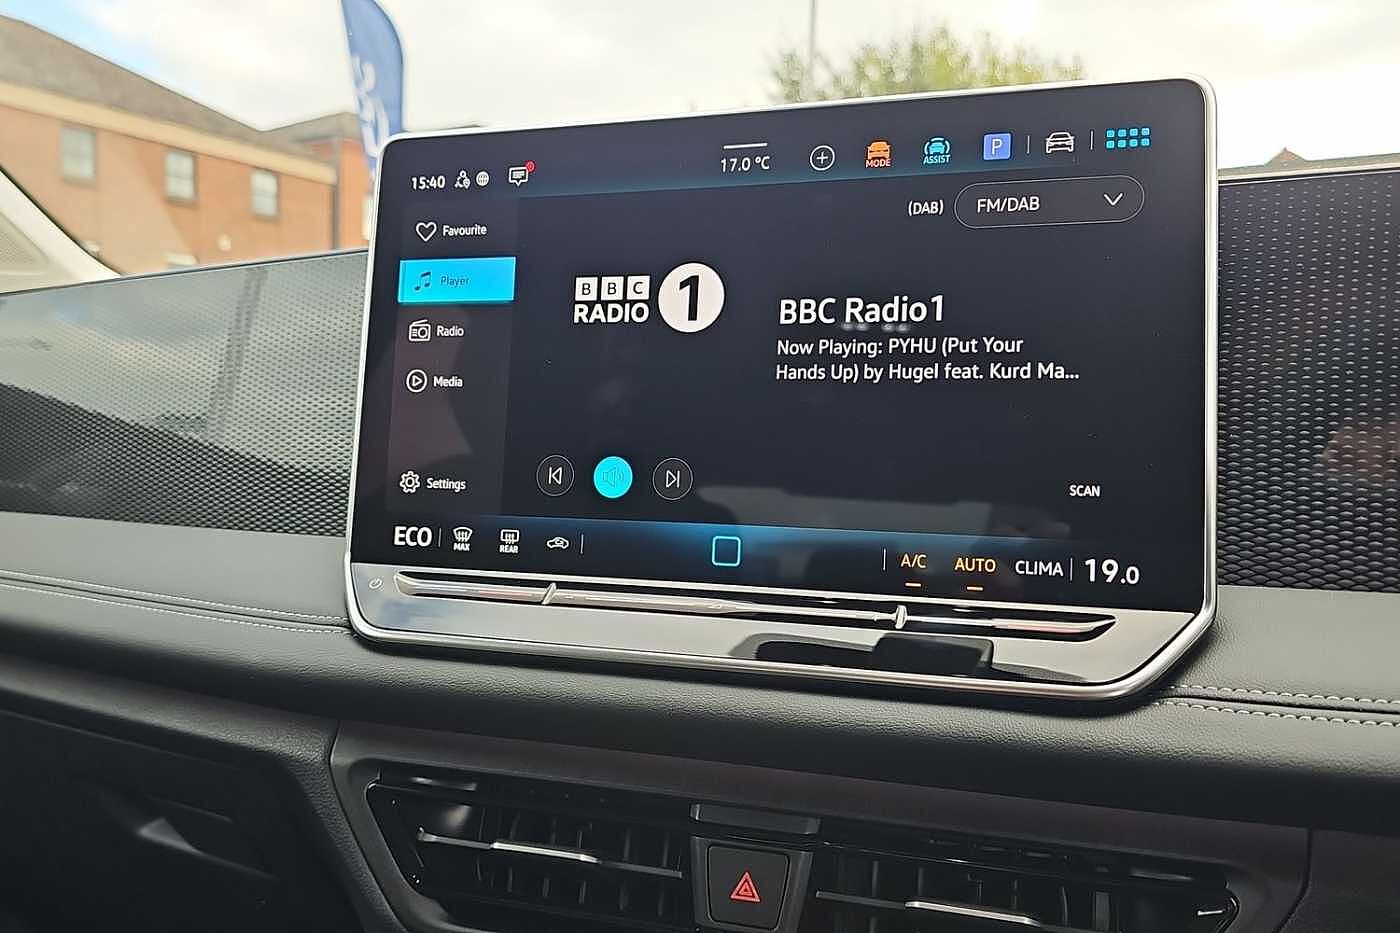 15:40
17.0 °C
MODE
ASSIST
P
(DAB)
FM/DAB
Favourite
Player
Radio
Media
Settings
BBC
RADIO 1
BBC Radio1
Now Playing: PYHU (Put Your
Hands Up) by Hugel feat. Kurd Ma...
SCAN
ECO
MAX
REAR
A/C
AUTO
CLIMA
19.0